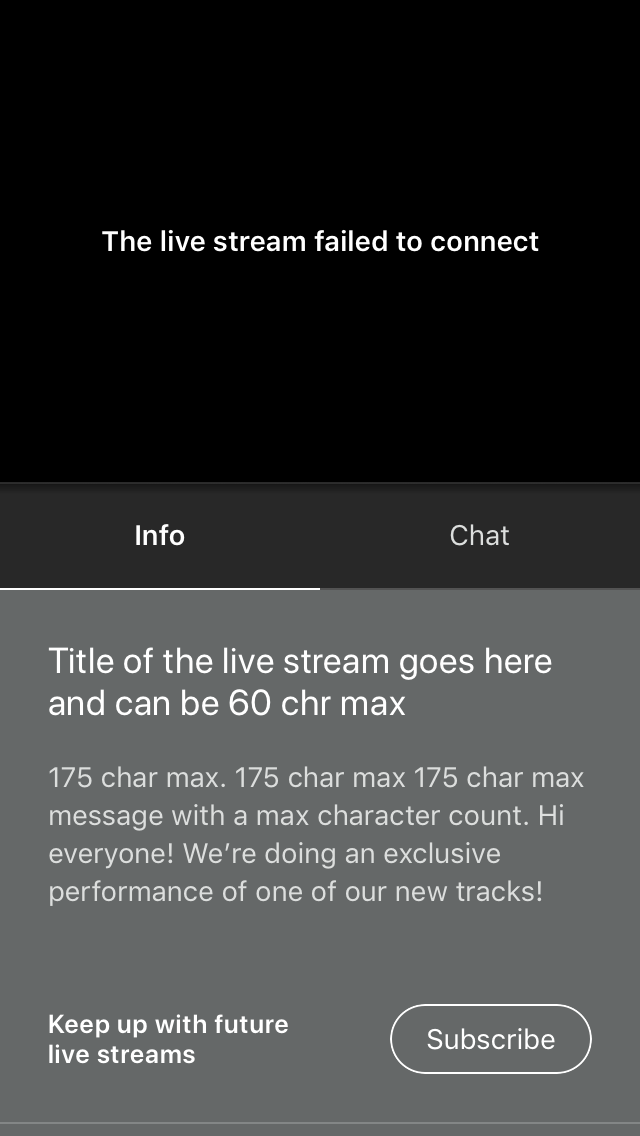 The live stream failed to connect
Info
Chat
Title of the live stream goes here
and can be 60 chr max
175 char max. 175 char max 175 char max
message with a max character count. Hi
everyone! We’re doing an exclusive
performance of one of our new tracks!
Keep up with future
live streams
Subscribe